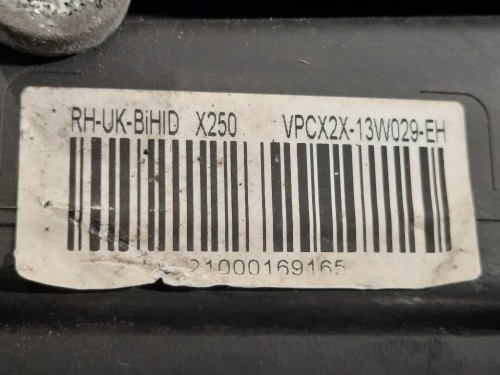 RH-UK-BiHID X250 VPCX2X-13W029-EH
21000169165